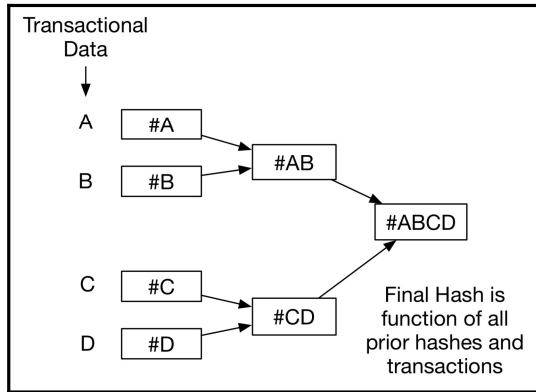 Transactional
Data
A
#A
B
#B
#AB
#ABCD
C
#C
D
#D
#CD
Final Hash is
function of all
prior hashes and
transactions